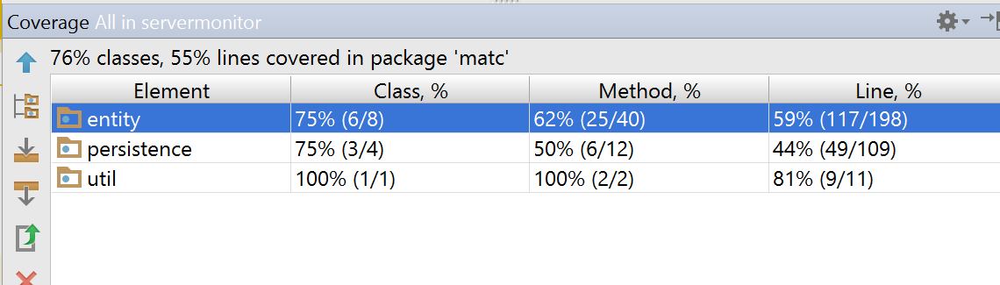 Coverage All in servermonitor
76% classes, 55% lines covered in package 'matc'
Element Class, % Method, % Line, %
entity 75% (6/8) 62% (25/40) 59% (117/198)
persistence 75% (3/4) 50% (6/12) 44% (49/109)
util 100% (1/1) 100% (2/2) 81% (9/11)